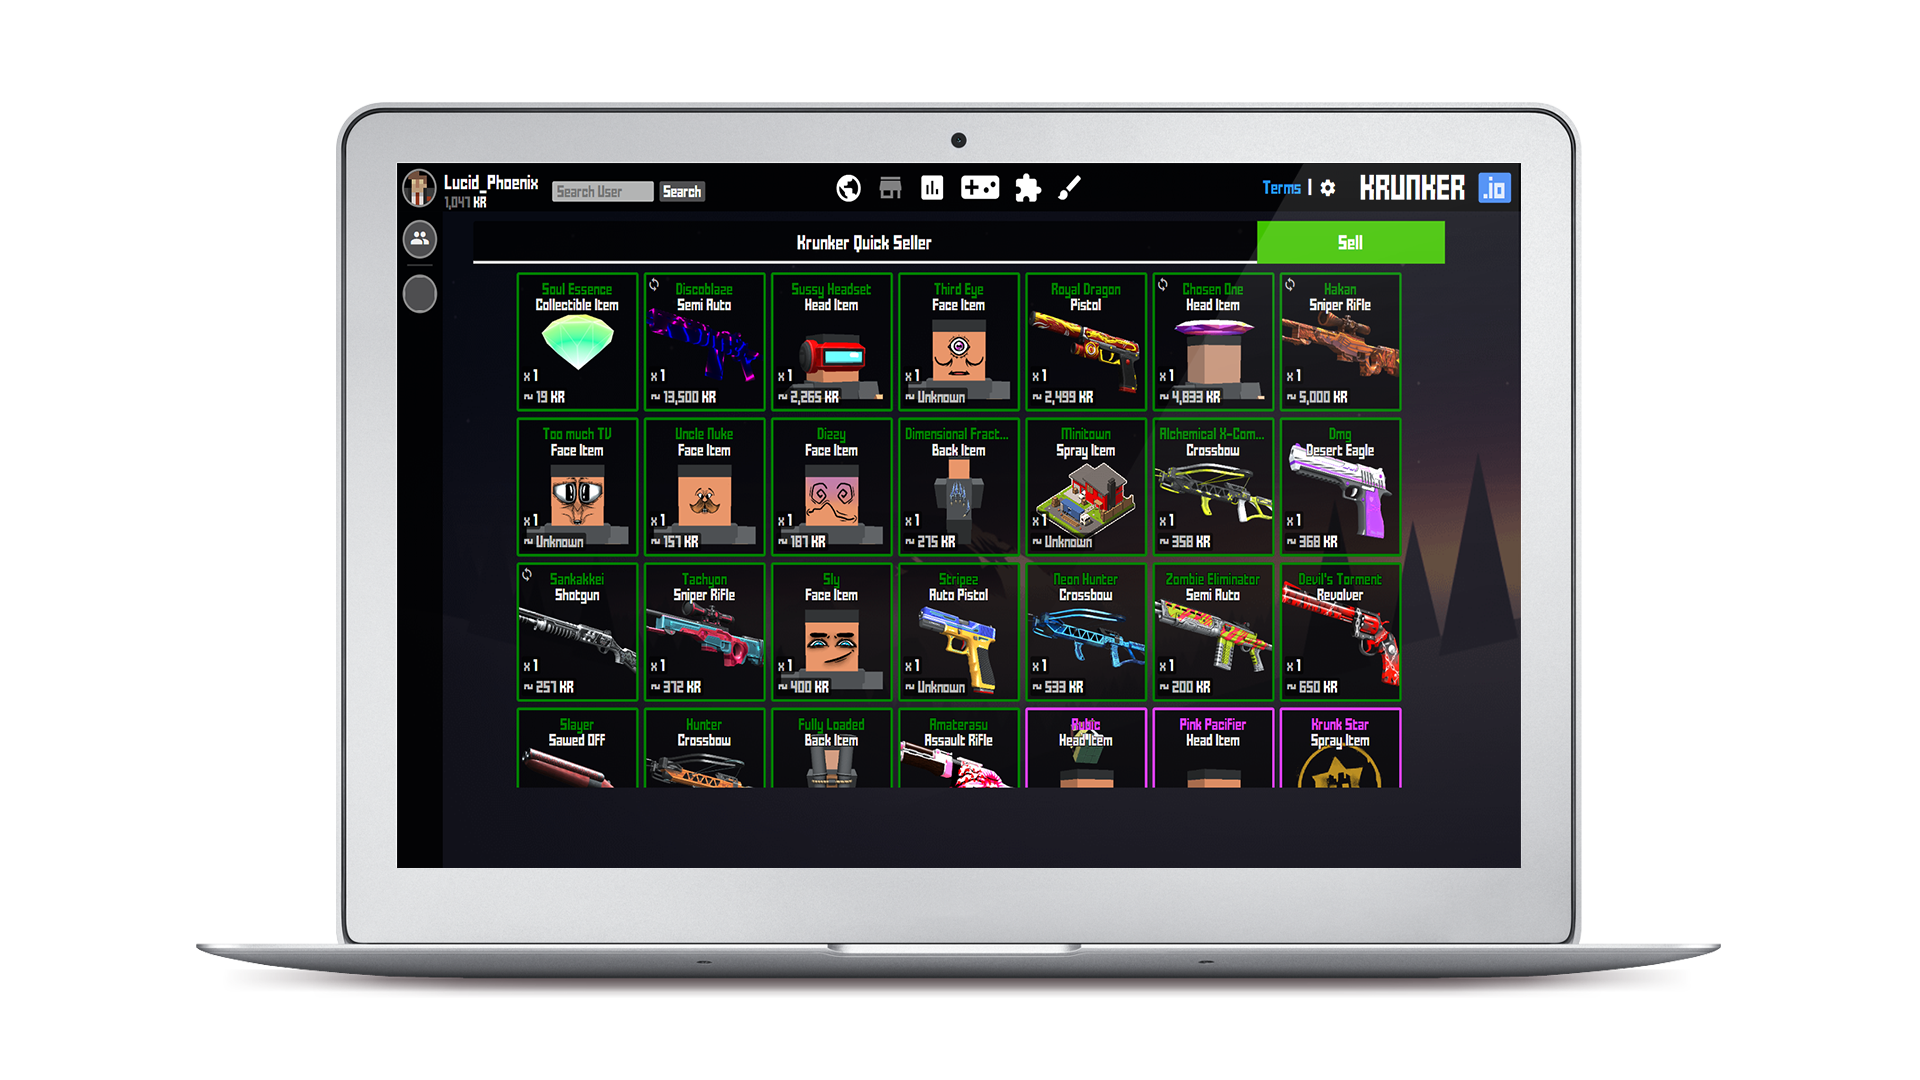 Lucid_Phoenix
1,047 KR
Search User
Search
Terms
KRUNKER
.io
Krunker Quick Seller
Sell
Soul Essence
Collectible Item
x1
~ 19 KR
Discoblaze
Semi Auto
x1
~ 13,500 KR
Sussy Headset
Head Item
x1
~ 2,265 KR
Third Eye
Face Item
x1
~ Unknown
Royal Dragon
Pistol
x1
~ 2,499 KR
Chosen One
Head Item
x1
~ 4,833 KR
Hakan
Sniper Rifle
x1
~ 5,000 KR
Too much TV
Face Item
x1
~ Unknown
Uncle Nuke
Face Item
x1
~ 157 KR
Dizzy
Face Item
x1
~ 187 KR
Dimensional Fract...
Back Item
x1
~ 275 KR
Minitown
Spray Item
x1
~ Unknown
Alchemical X-Com...
Crossbow
x1
~ 358 KR
Dmg
Desert Eagle
x1
~ 368 KR
Sankakkei
Shotgun
x1
~ 257 KR
Tachyon
Sniper Rifle
x1
~ 372 KR
Sly
Face Item
x1
~ 400 KR
Stripez
Auto Pistol
x1
~ Unknown
Neon Hunter
Crossbow
x1
~ 533 KR
Zombie Eliminator
Semi Auto
x1
~ 200 KR
Devil's Torment
Revolver
x1
~ 650 KR
Slayer
Sawed Off
Hunter
Crossbow
Fully Loaded
Back Item
Amaterasu
Assault Rifle
Rubic
Head Item
Pink Pacifier
Head Item
Krunk Star
Spray Item